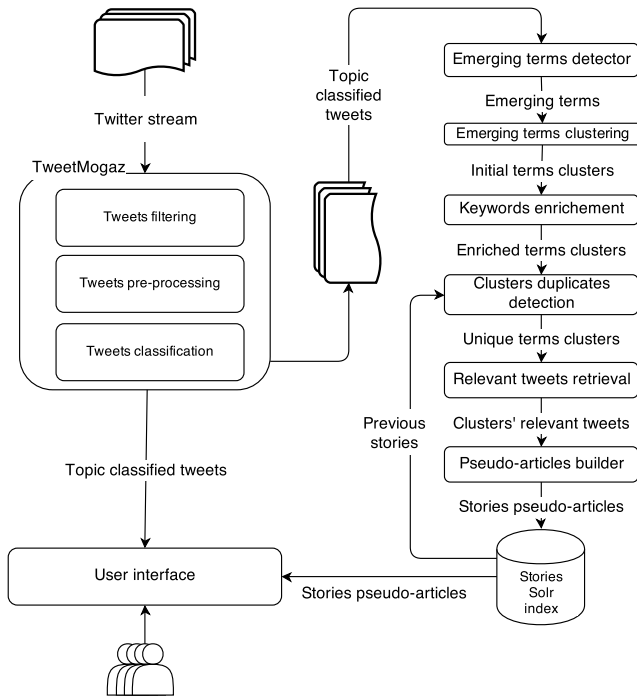 Twitter stream
TweetMogaz
Tweets filtering
Tweets pre-processing
Tweets classification
Topic classified tweets
User interface
Topic
classified
tweets
Emerging terms detector
Emerging terms
Emerging terms clustering
Initial terms clusters
Keywords enrichement
Enriched terms clusters
Clusters duplicates
detection
Unique terms clusters
Relevant tweets retrieval
Clusters' relevant tweets
Pseudo-articles builder
Stories pseudo-articles
Previous
stories
Stories
Solr
index
Stories pseudo-articles